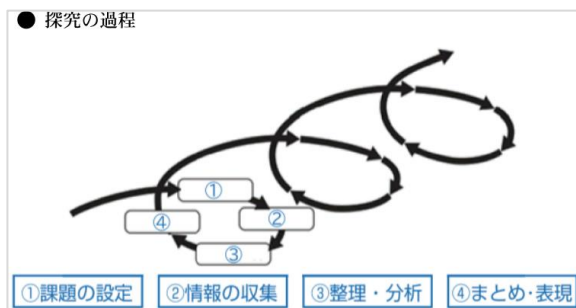 ● 探究の過程
①
②
③
④
①課題の設定
②情報の収集
③整理・分析
④まとめ・表現